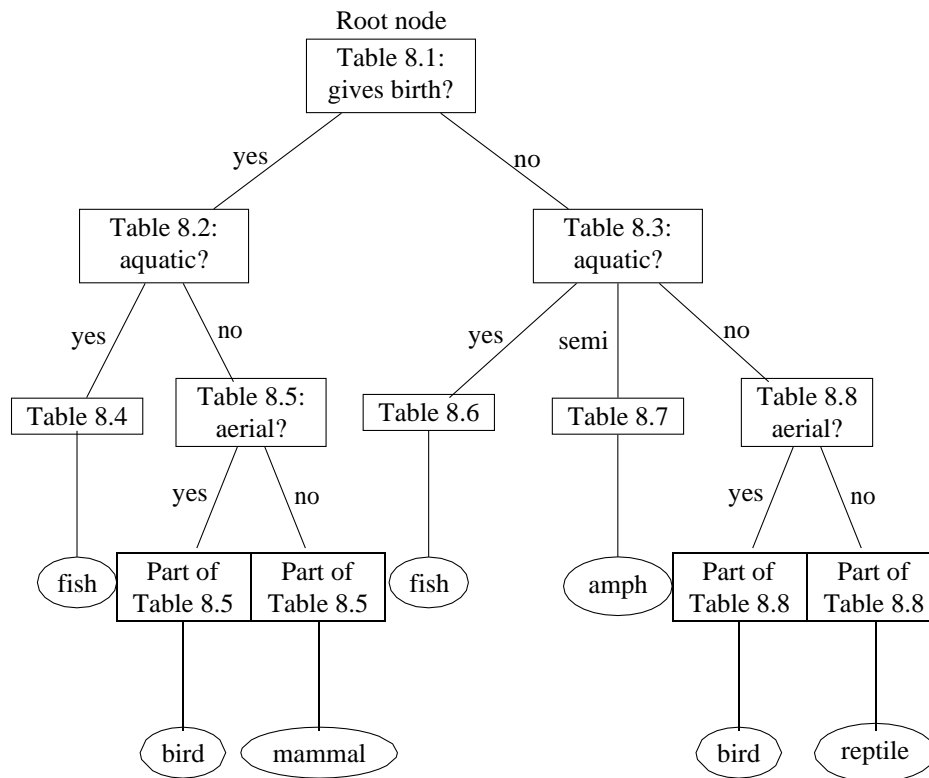 Root node
Table 8.1:
gives birth?
yes
no
Table 8.2:
aquatic?
Table 8.3:
aquatic?
yes
no
yes
semi
no
Table 8.4
Table 8.5:
aerial?
Table 8.6
Table 8.7
Table 8.8
aerial?
yes
no
yes
no
fish
Part of
Table 8.5
Part of
Table 8.5
fish
amph
Part of
Table 8.8
Part of
Table 8.8
bird
mammal
bird
reptile